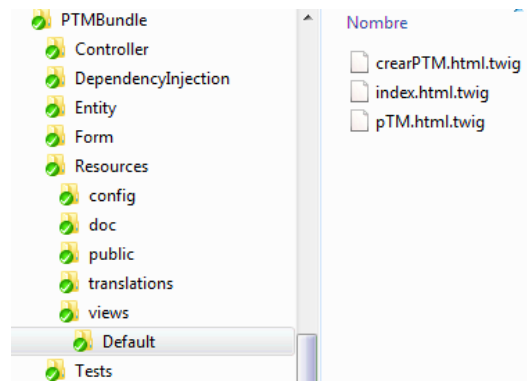 PTMBundle
Controller
DependencyInjection
Entity
Form
Resources
config
doc
public
translations
views
Default
Tests
Nombre
crearPTM.html.twig
index.html.twig
pTM.html.twig